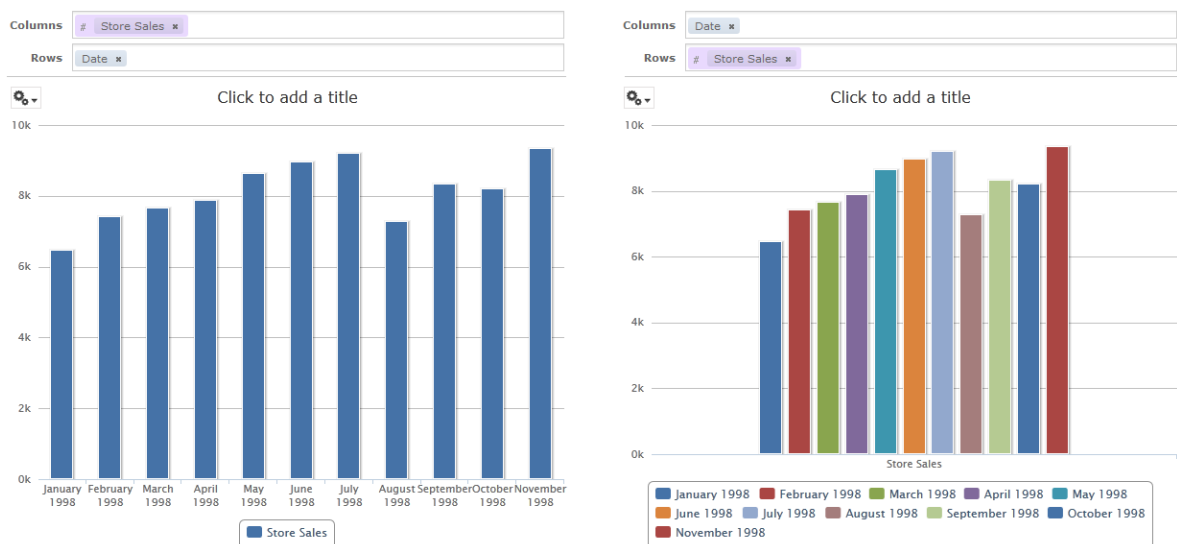 Columns # Store Sales ×
Rows Date ×
Click to add a title
10k
8k
6k
4k
2k
0k
January 1998 February 1998 March 1998 April 1998 May 1998 June 1998 July 1998 August 1998 September 1998 October 1998 November 1998
Store Sales
Columns Date ×
Rows # Store Sales ×
Click to add a title
10k
8k
6k
4k
2k
0k
Store Sales
January 1998 February 1998 March 1998 April 1998 May 1998
June 1998 July 1998 August 1998 September 1998 October 1998
November 1998